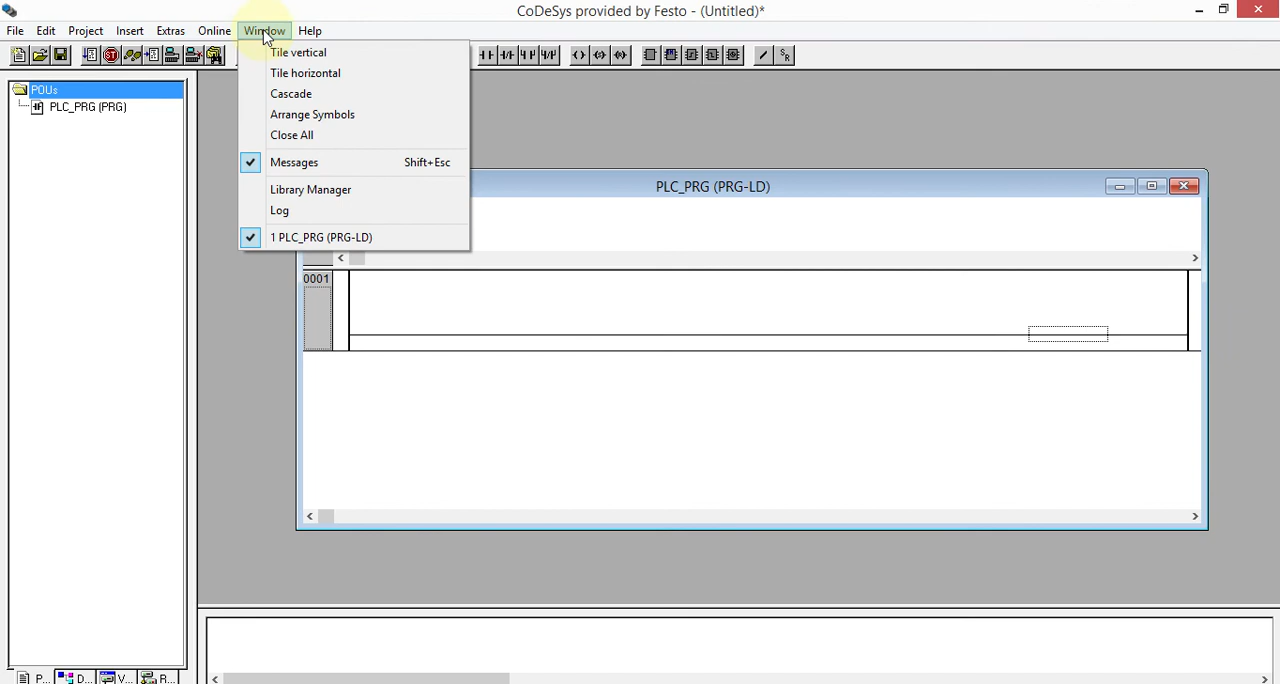 CoDeSys provided by Festo - (Untitled)*
File Edit Project Insert Extras Online Window Help
Tile vertical
Tile horizontal
Cascade
Arrange Symbols
Close All
Messages Shift+Esc
Library Manager
Log
1 PLC_PRG (PRG-LD)
POUs
PLC_PRG (PRG)
PLC_PRG (PRG-LD)
0001
P... D... V... R...